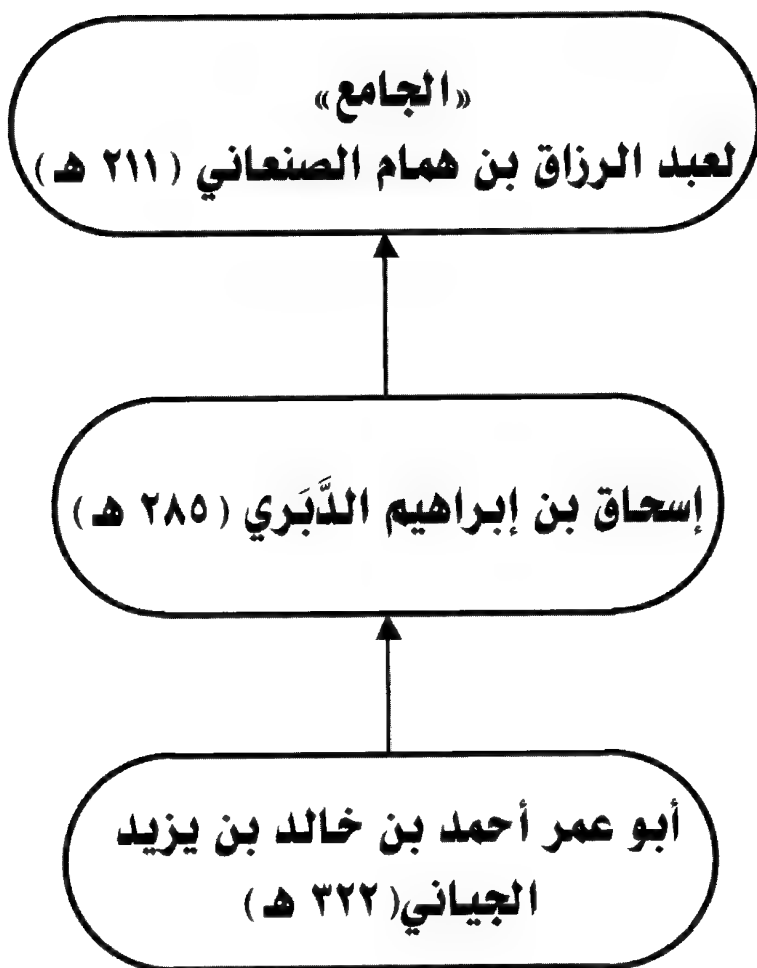 «الجامع»
لعبد الرزاق بن همام الصنعاني (٢١١ هـ)
إسحاق بن إبراهيم الدَّبَري (٢٨٥ هـ)
أبو عمر أحمد بن خالد بن يزيد
الجياني (٣٢٢ هـ)